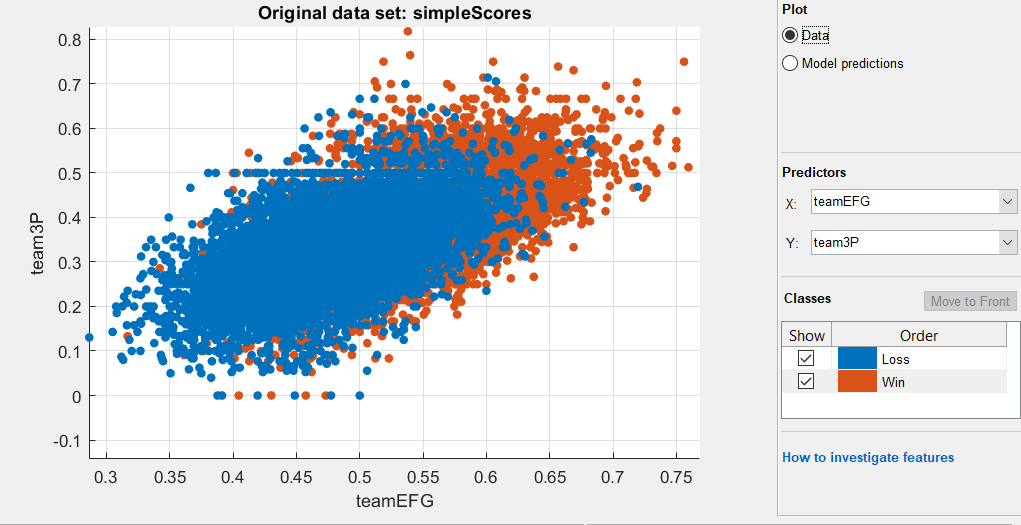 Original data set: simpleScores
0.8
0.7
0.6
0.5
0.4
0.3
0.2
0.1
0
-0.1
team3P
0.3 0.35 0.4 0.45 0.5 0.55 0.6 0.65 0.7 0.75
teamEFG
Plot
Data
Model predictions
Predictors
X: teamEFG
Y: team3P
Classes Move to Front
Show Order
Loss
Win
How to investigate features